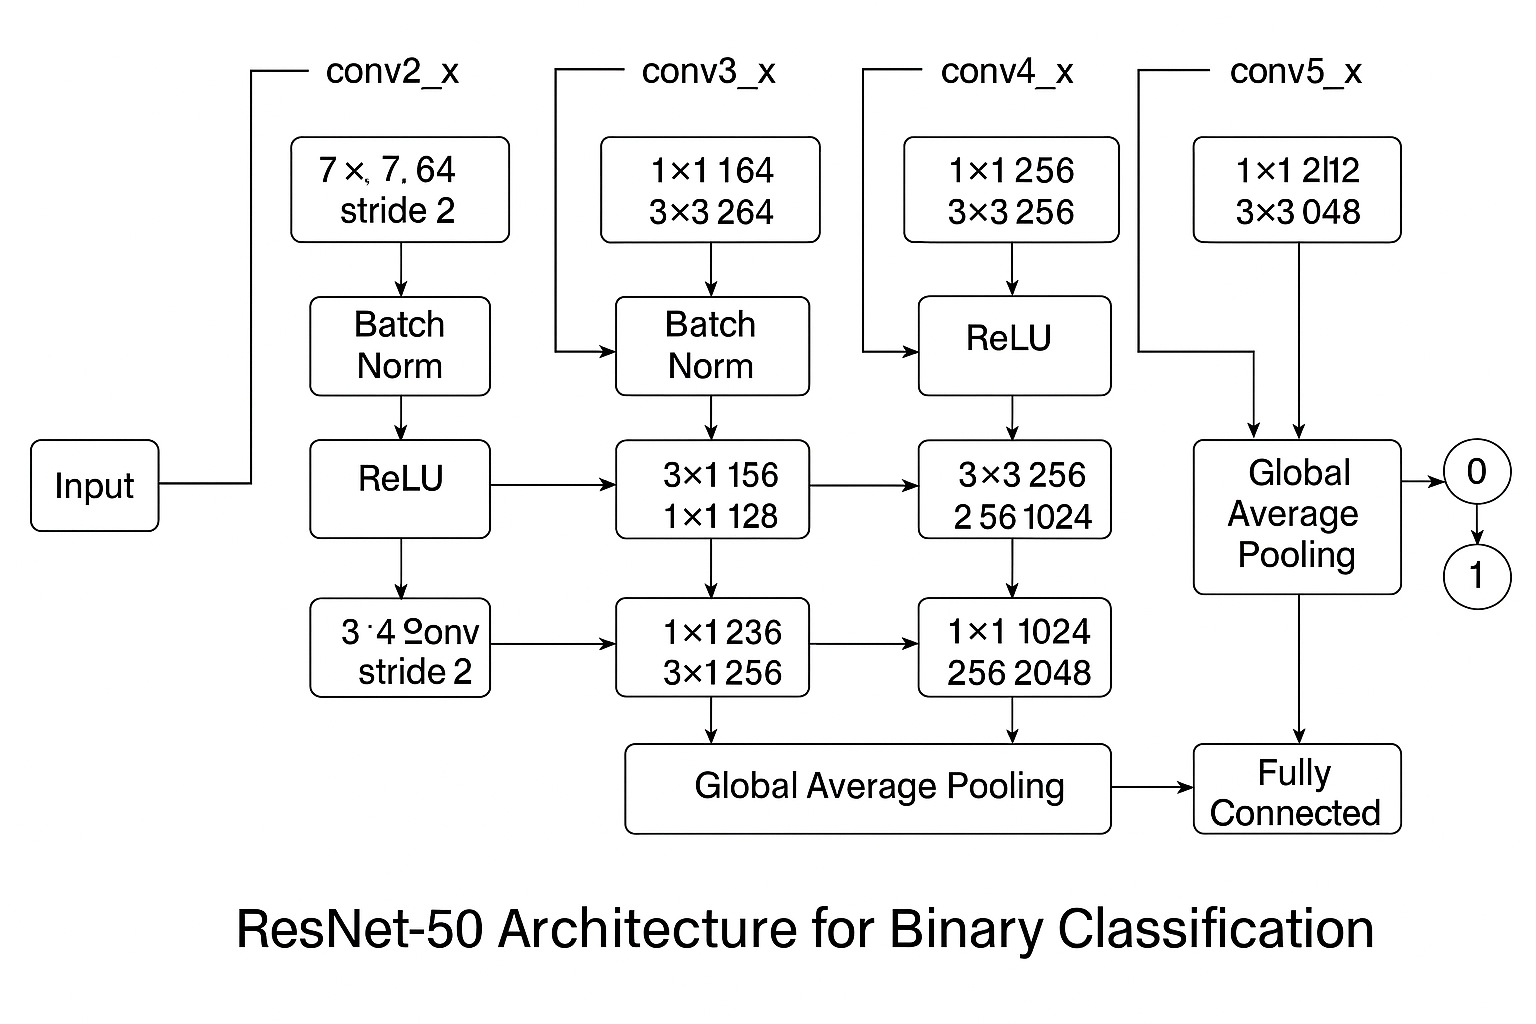 conv2_x
conv3_x
conv4_x
conv5_x
7 ×, 7, 64
stride 2
1×1 164
3×3 264
1×1 256
3×3 256
1×1 2112
3×3 048
Batch
Norm
Batch
Norm
ReLU
Input
ReLU
3×1 156
1×1 128
3×3 256
2 56 1024
Global
Average
Pooling
0
1
3 4
stride 2
1×1 236
3×1 256
1×1 1024
256 2048
Global Average Pooling
Fully
Connected
ResNet-50 Architecture for Binary Classification